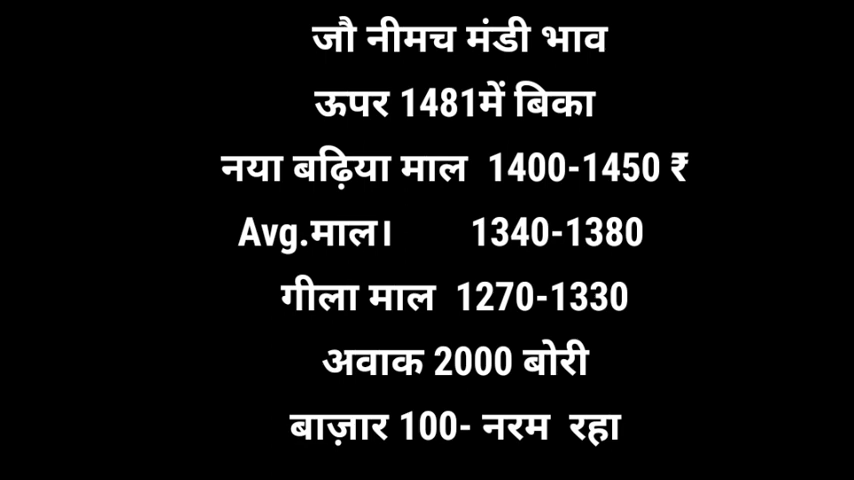 जौ नीमच मंडी भाव
ऊपर 1481में बिका
नया बढ़िया माल 1400-1450 ₹
Avg.माल। 1340-1380
गीला माल 1270-1330
अवाक 2000 बोरी
बाज़ार 100- नरम रहा